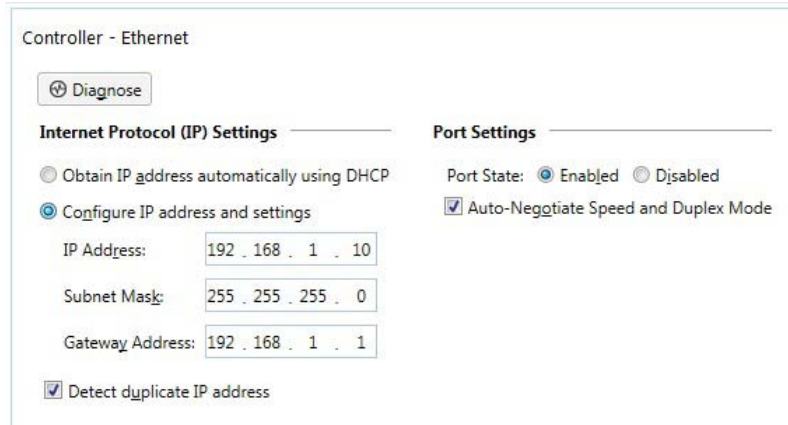 Controller - Ethernet
Diagnose
Internet Protocol (IP) Settings
Obtain IP address automatically using DHCP
Configure IP address and settings
IP Address: 192 . 168 . 1 . 10
Subnet Mask: 255 . 255 . 255 . 0
Gateway Address: 192 . 168 . 1 . 1
Detect duplicate IP address
Port Settings
Port State: Enabled Disabled
Auto-Negotiate Speed and Duplex Mode